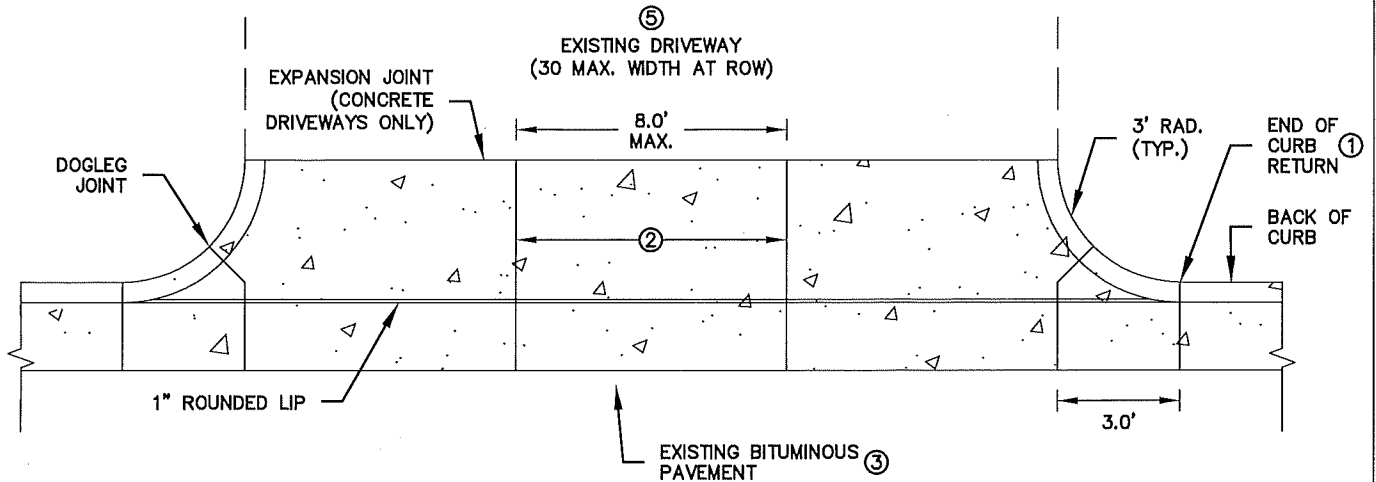 ⑤
EXISTING DRIVEWAY
(30 MAX. WIDTH AT ROW)
EXPANSION JOINT
(CONCRETE
DRIVEWAYS ONLY)
8.0'
MAX.
3' RAD.
(TYP.)
END OF
CURB ①
RETURN
DOGLEG
JOINT
BACK OF
CURB
②
1" ROUNDED LIP
3.0'
EXISTING BITUMINOUS ③
PAVEMENT